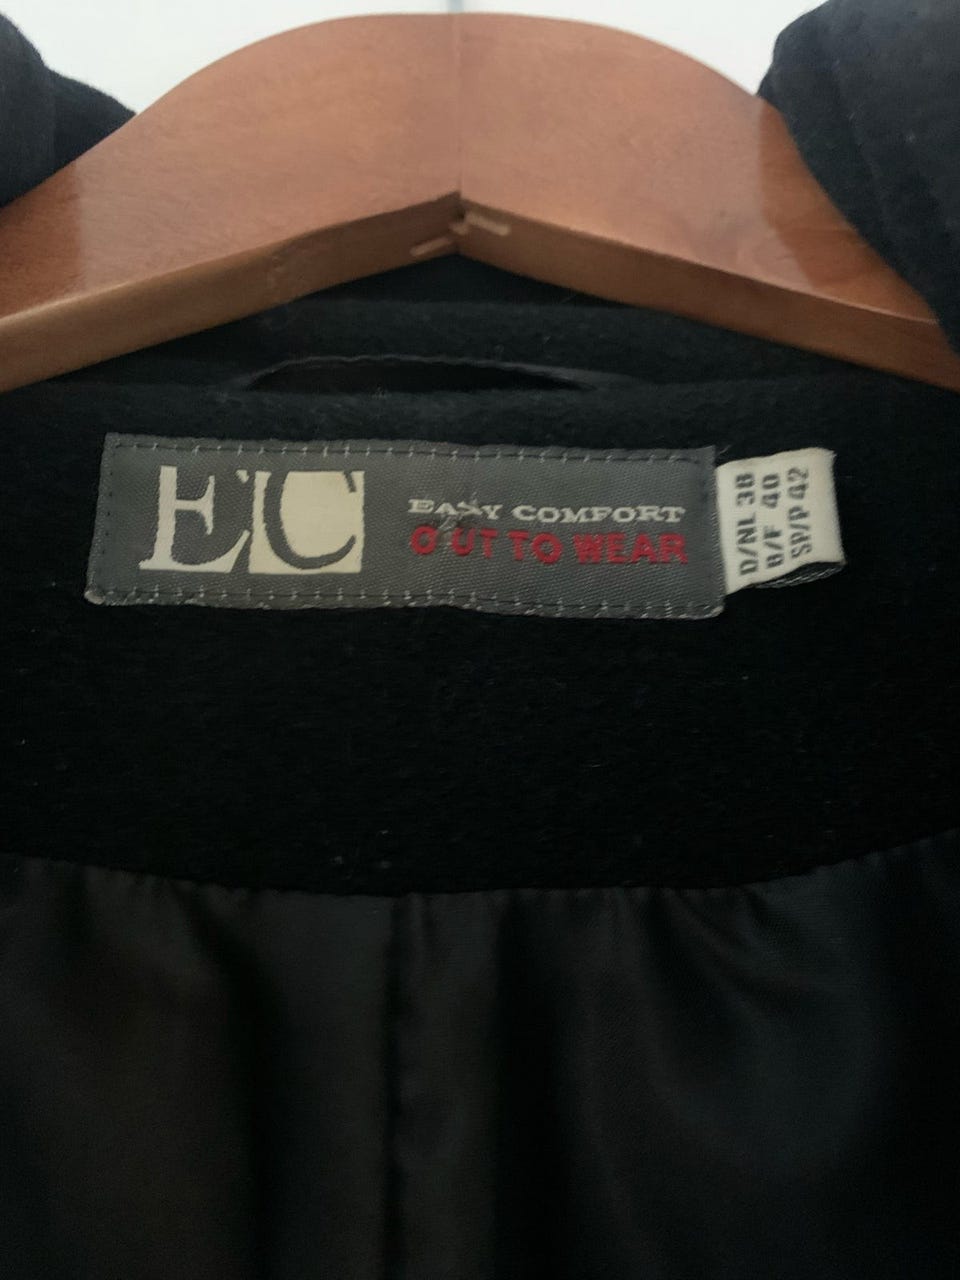 EC
EASY COMFORT
OUT TO WEAR
D/NL 38
B/F 40
SP/P 42